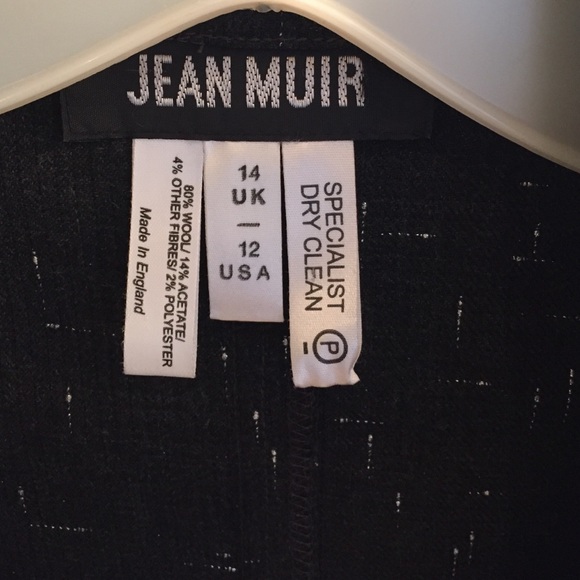 JEAN MUIR
80% WOOL/ 14% ACETATE/
4% OTHER FIBRES/ 2% POLYESTER
Made In England
14
UK
—
12
USA
SPECIALIST
DRY CLEAN
P